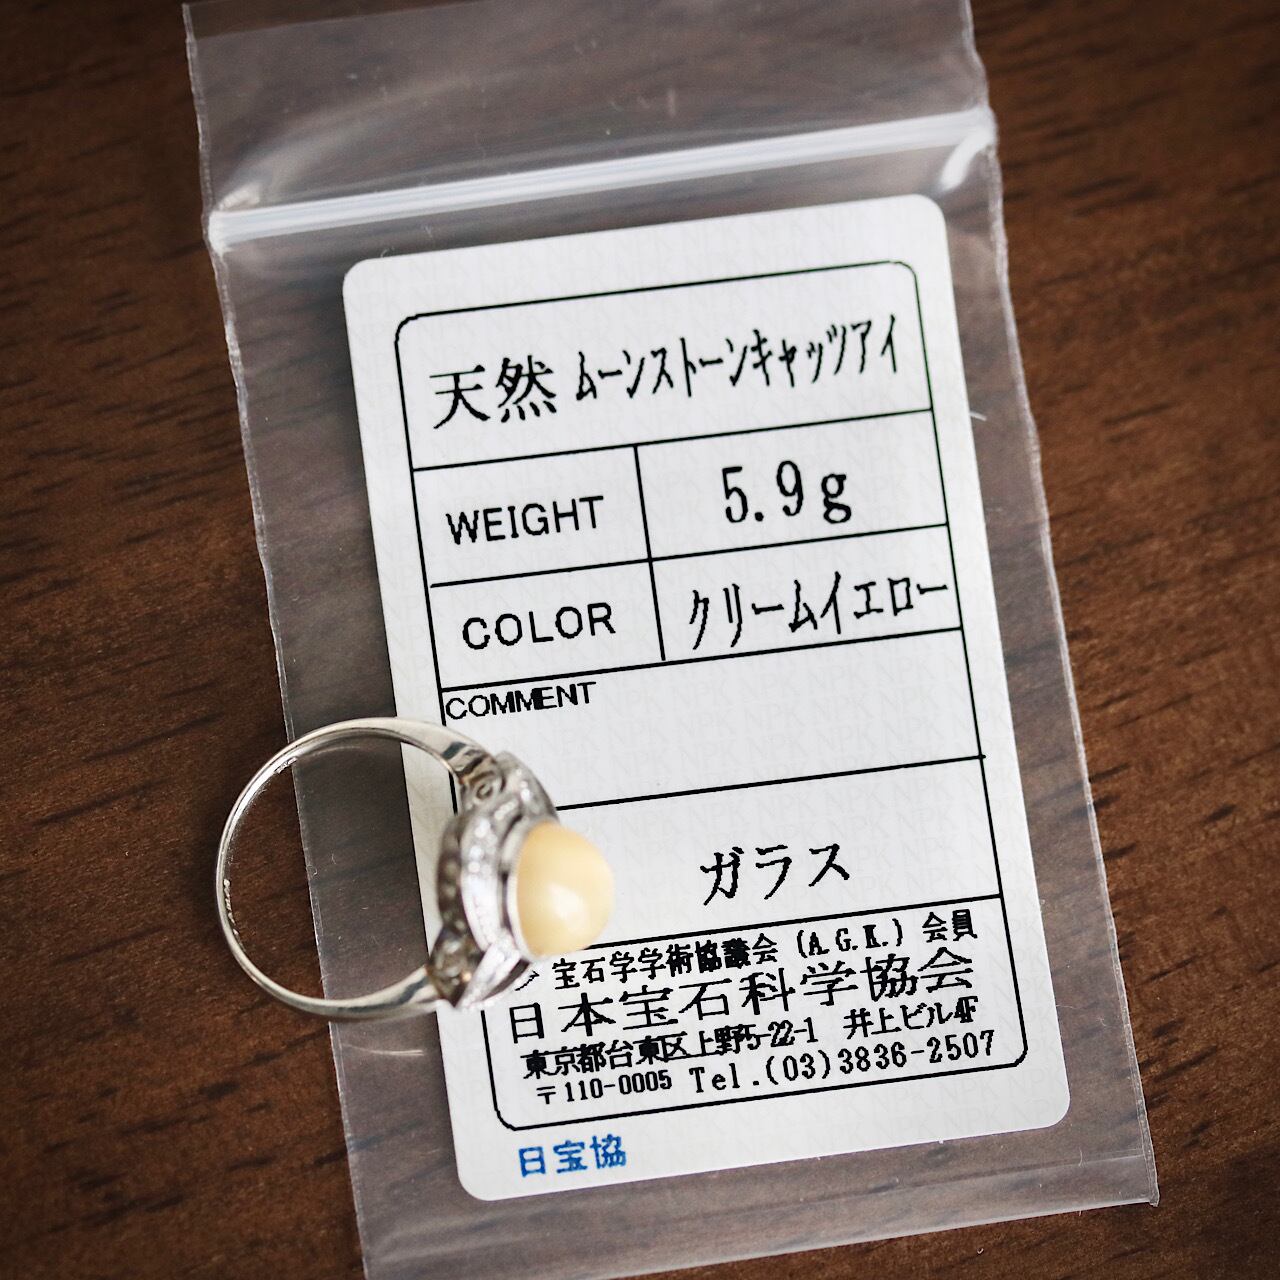 天然 ムーンストーンキャッツアイ
WEIGHT 5.9g
COLOR クリームイエロー
COMMENT
ガラス
宝石学学術協議会 (A.G.K.) 会員
日本宝石科学協会
東京都台東区上野5-22-1 井上ビル4F
〒110-0005 Tel.(03)3836-2507
日宝協